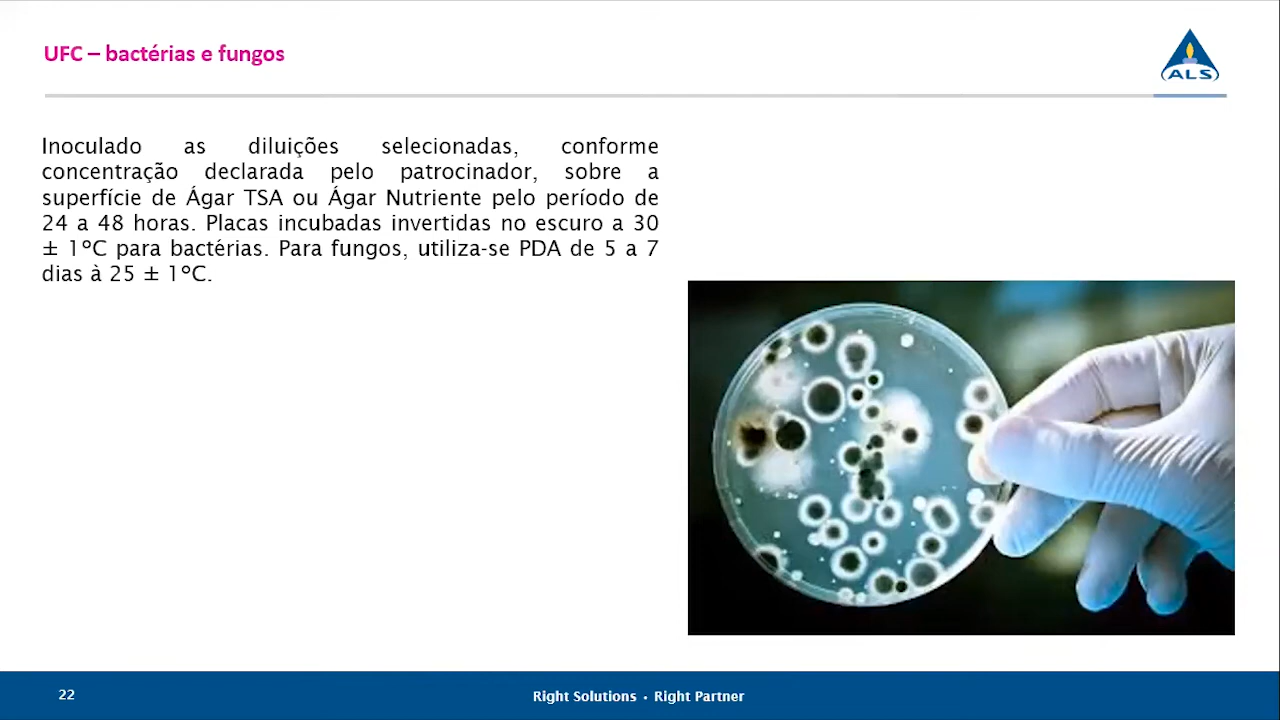 UFC – bactérias e fungos
ALS
Inoculado as diluições selecionadas, conforme
concentração declarada pelo patrocinador, sobre a
superfície de Ágar TSA ou Ágar Nutriente pelo período de
24 a 48 horas. Placas incubadas invertidas no escuro a 30
± 1ºC para bactérias. Para fungos, utiliza-se PDA de 5 a 7
dias à 25 ± 1ºC.
22
Right Solutions • Right Partner